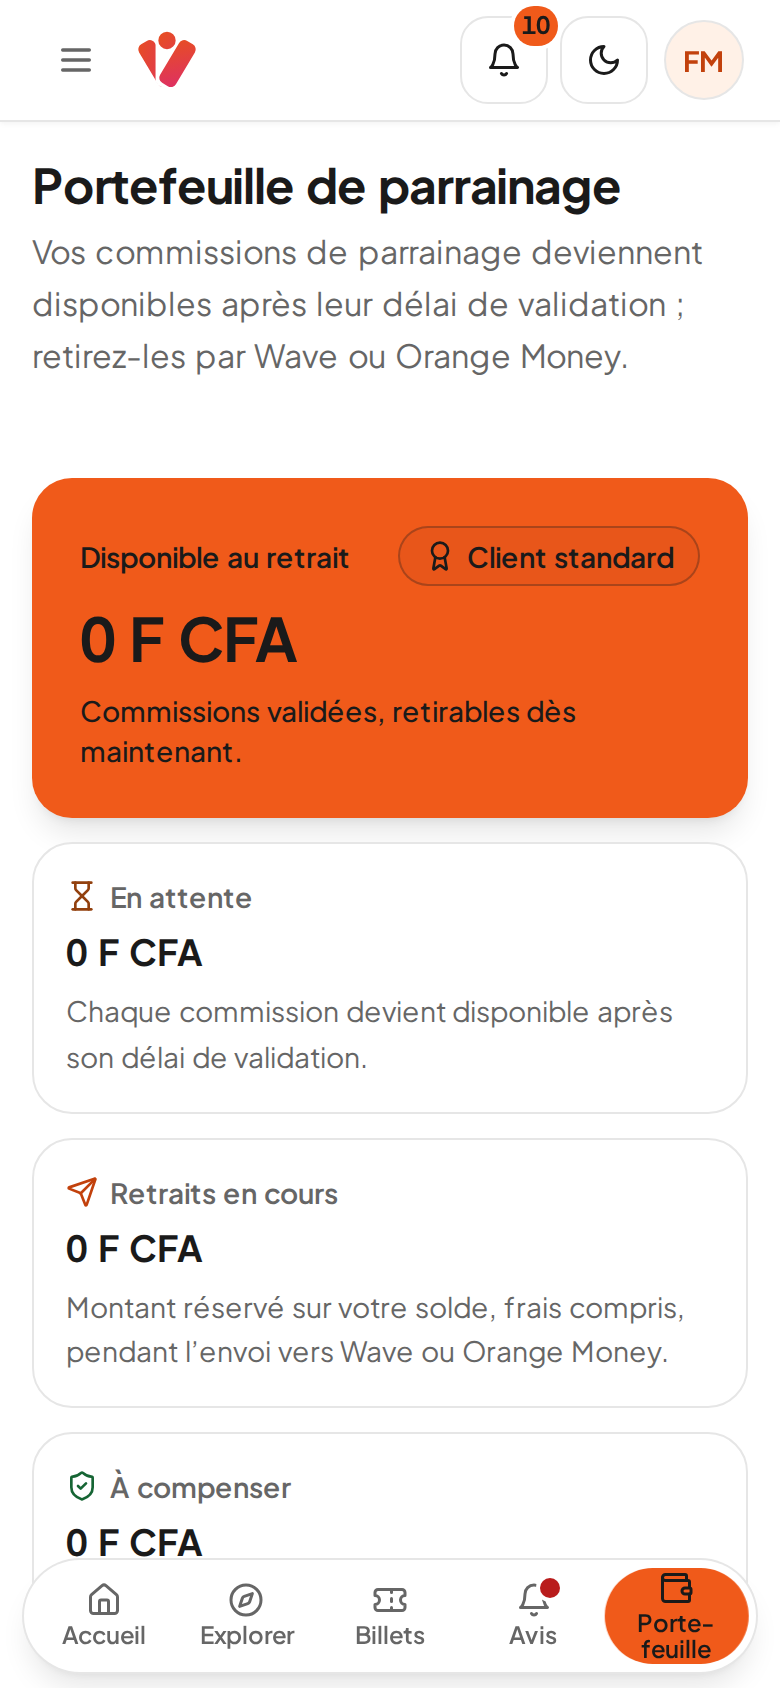 10
FM
Portefeuille de parrainage
Vos commissions de parrainage deviennent
disponibles après leur délai de validation ;
retirez-les par Wave ou Orange Money.
Disponible au retrait
Client standard
0 F CFA
Commissions validées, retirables dès
maintenant.
En attente
0 F CFA
Chaque commission devient disponible après
son délai de validation.
Retraits en cours
0 F CFA
Montant réservé sur votre solde, frais compris,
pendant l’envoi vers Wave ou Orange Money.
À compenser
0 F CFA
Accueil
Explorer
Billets
Avis
Porte-
feuille